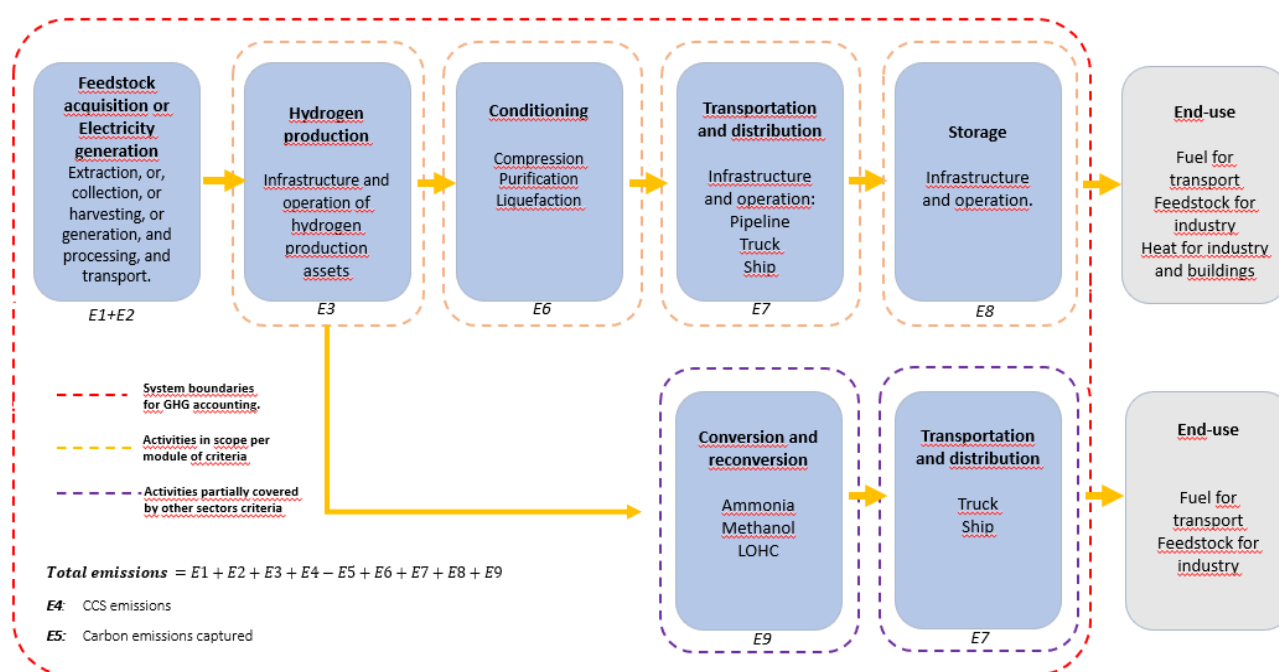 Feedstock
acquisition or
Electricity
generation
Extraction, or,
collection, or
harvesting, or
generation, and
processing, and
transport.
E1+E2
Hydrogen
production
Infrastructure and
operation of
hydrogen
production
assets
E3
Conditioning
Compression
Purification
Liquefaction
E6
Transportation
and distribution
Infrastructure
and operation:
Pipeline
Truck
Ship
E7
Storage
Infrastructure
and operation.
E8
End-use
Fuel for
transport
Feedstock for
industry
Heat for industry
and buildings
System boundaries
for GHG accounting.
Activities in scope per
module of criteria
Activities partially covered
by other sectors criteria
Conversion and
reconversion
Ammonia
Methanol
LOHC
E9
Transportation
and distribution
Truck
Ship
E7
End-use
Fuel for
transport
Feedstock for
industry
Total emissions = E1 + E2 + E3 + E4 − E5 + E6 + E7 + E8 + E9
E4: CCS emissions
E5: Carbon emissions captured